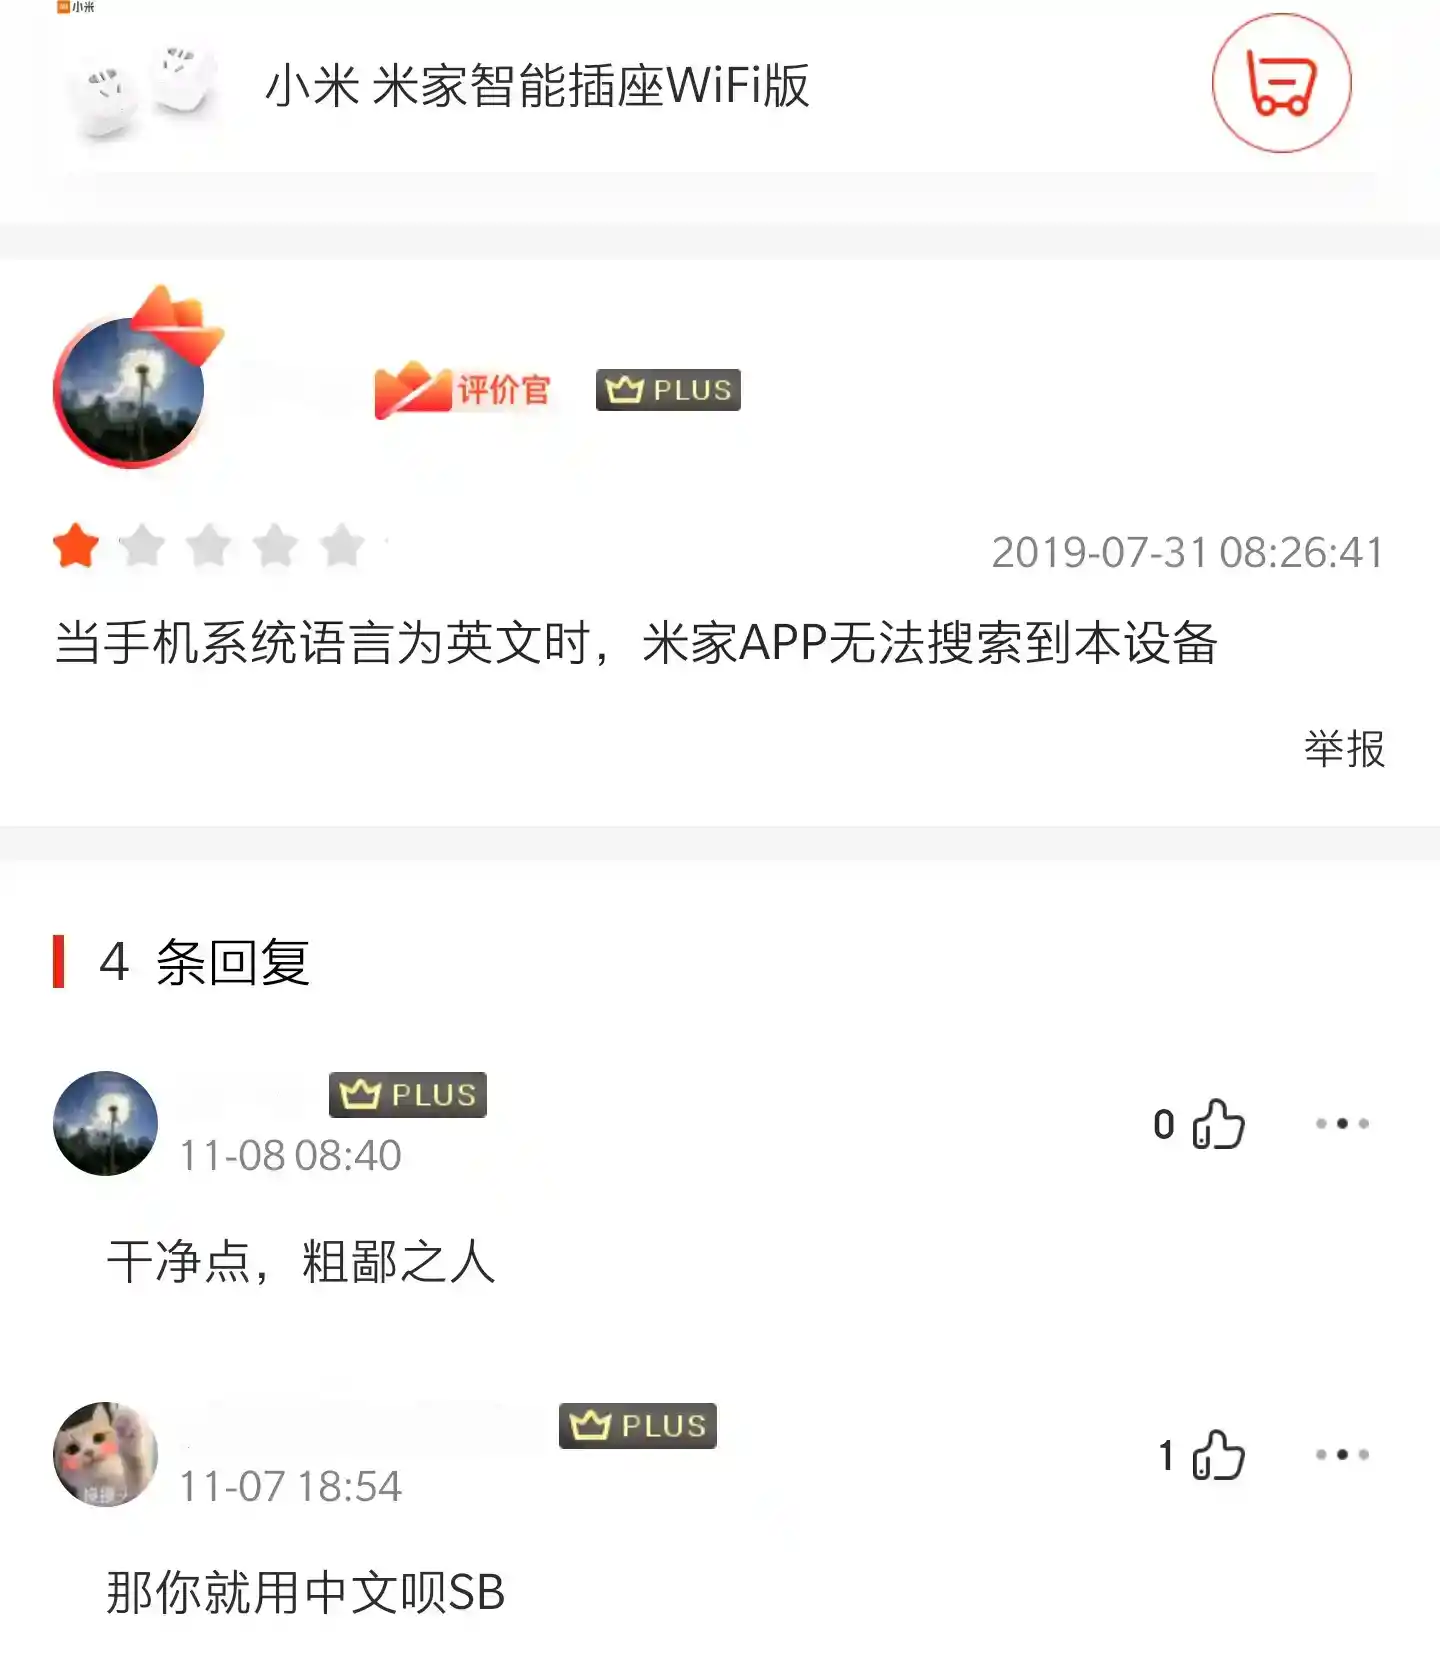 小米
小米 米家智能插座WiFi版
评价官 PLUS
2019-07-31 08:26:41
当手机系统语言为英文时，米家APP无法搜索到本设备
举报
4 条回复
PLUS
11-08 08:40
0
干净点，粗鄙之人
PLUS
11-07 18:54
1
那你就用中文呗SB